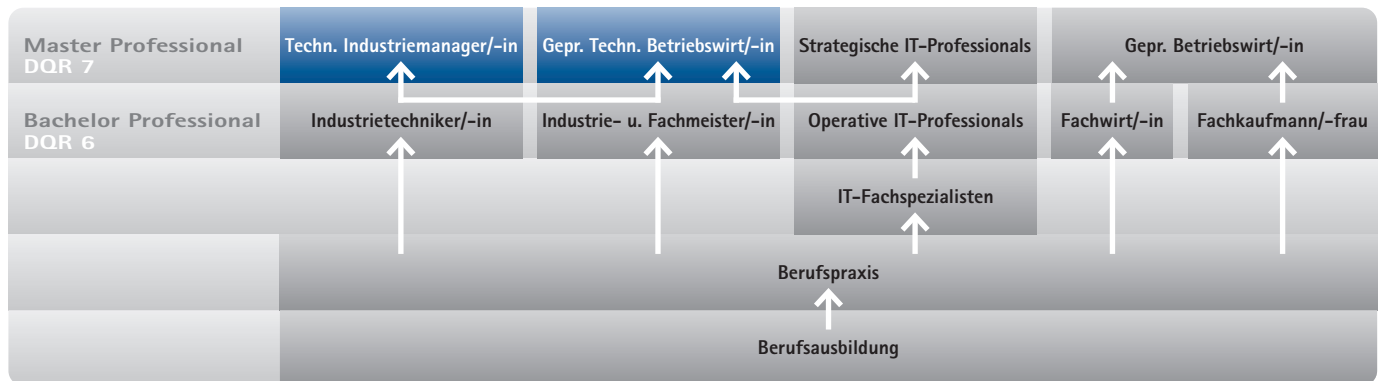 Master Professional
DQR 7
Techn. Industriemanager/-in
Gepr. Techn. Betriebswirt/-in
Strategische IT-Professionals
Gepr. Betriebswirt/-in
Bachelor Professional
DQR 6
Industrietechniker/-in
Industrie- u. Fachmeister/-in
Operative IT-Professionals
Fachwirt/-in
Fachkaufmann/-frau
IT-Fachspezialisten
Berufspraxis
Berufsausbildung